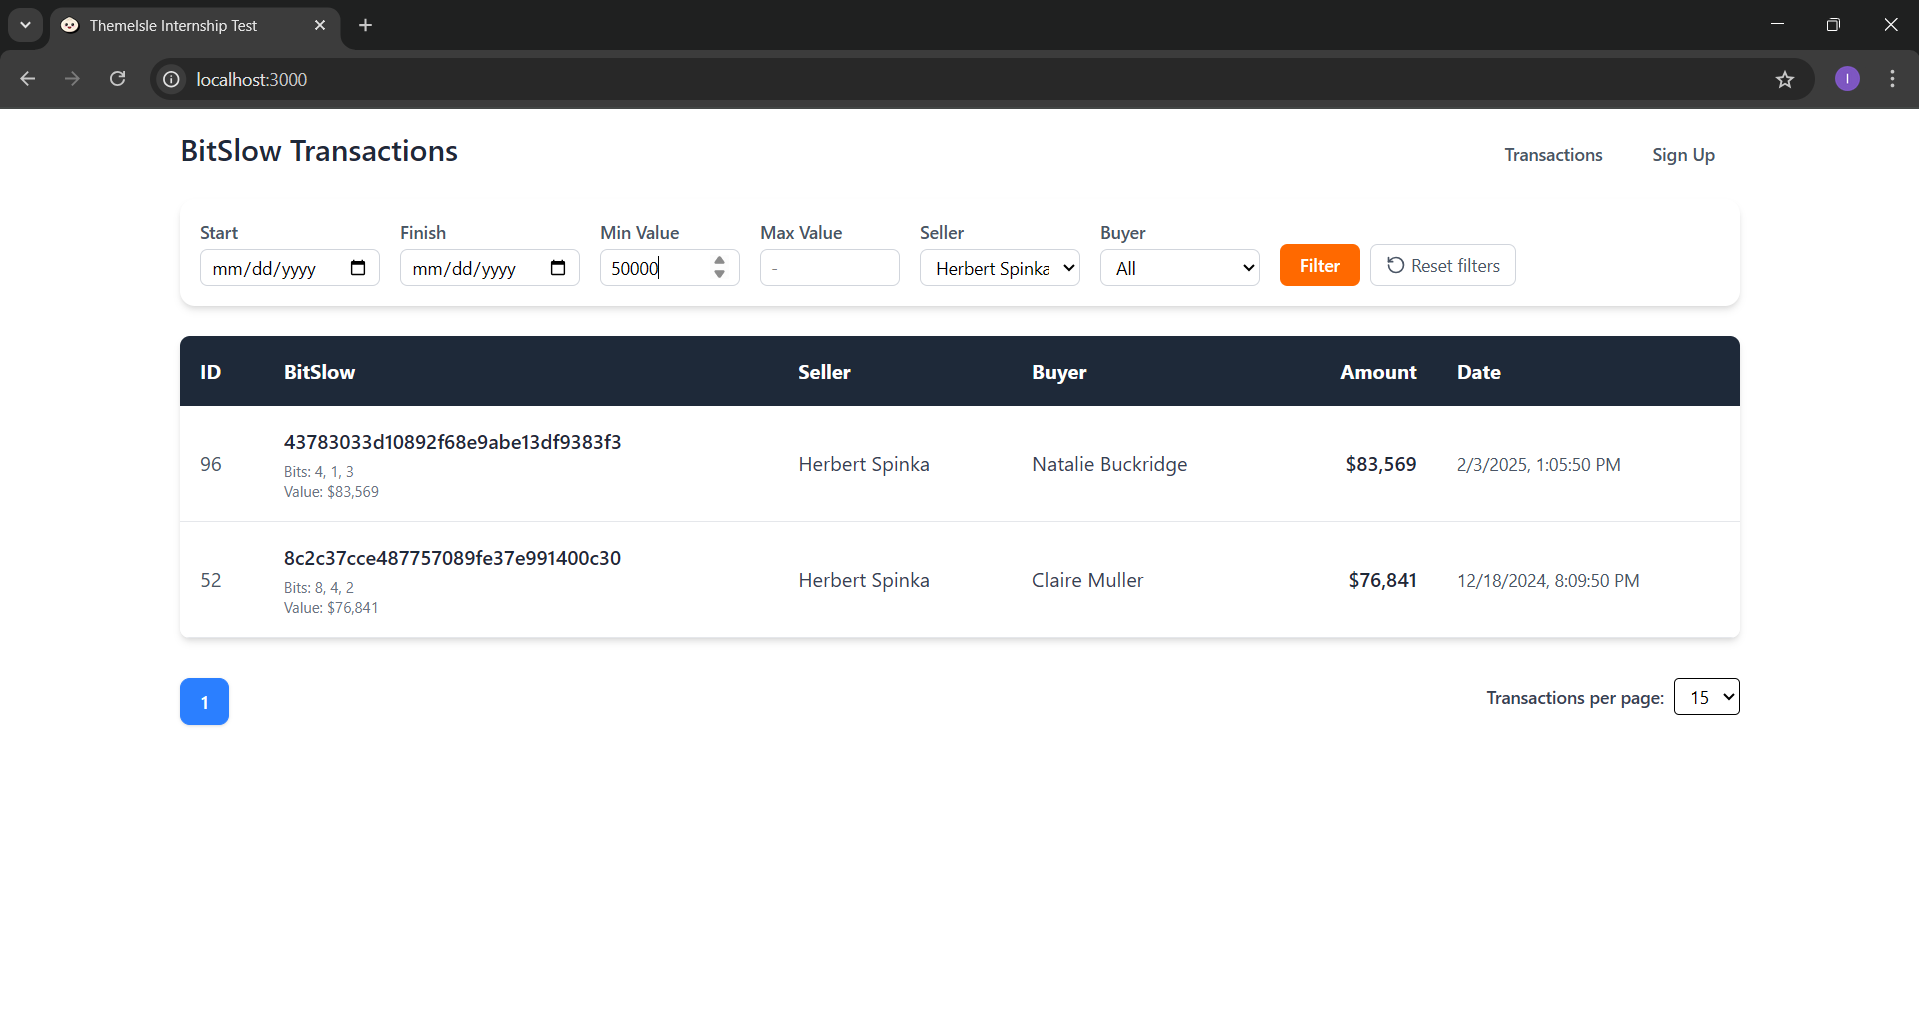 ThemeIsle Internship Test
localhost:3000
I
BitSlow Transactions
Transactions
Sign Up
Start
Finish
Min Value
Max Value
Seller
Buyer
mm/dd/yyyy
mm/dd/yyyy
50000
-
Herbert Spinka
All
Filter
Reset filters
ID BitSlow Seller Buyer Amount Date
43783033d10892f68e9abe13df9383f3
96 Herbert Spinka Natalie Buckridge $83,569 2/3/2025, 1:05:50 PM
Bits: 4, 1, 3
Value: $83,569
8c2c37cce487757089fe37e991400c30
52 Herbert Spinka Claire Muller $76,841 12/18/2024, 8:09:50 PM
Bits: 8, 4, 2
Value: $76,841
1
Transactions per page: 15